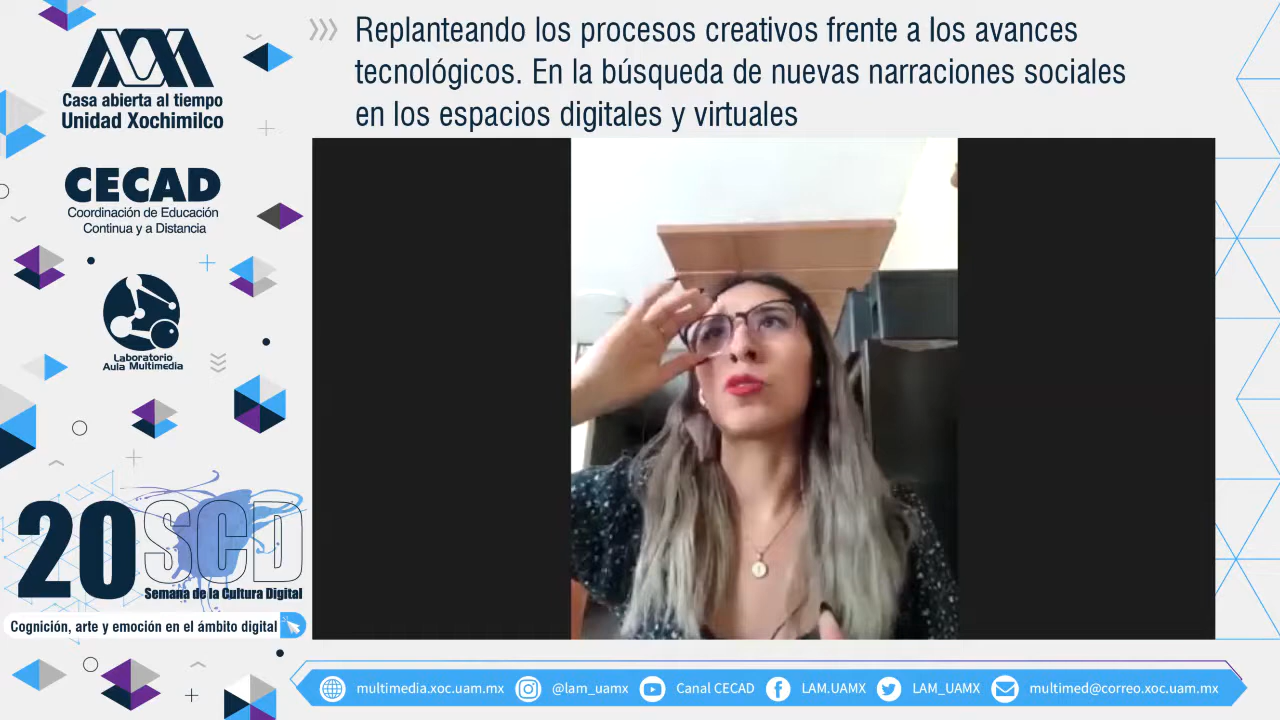 Replanteando los procesos creativos frente a los avances
tecnológicos. En la búsqueda de nuevas narraciones sociales
en los espacios digitales y virtuales
Casa abierta al tiempo
Unidad Xochimilco
CECAD
Coordinación de Educación
Continua y a Distancia
Laboratorio
Aula Multimedia
20 SCD
Semana de la Cultura Digital
Cognición, arte y emoción en el ámbito digital
multimedia.xoc.uam.mx @lam_uamx Canal CECAD LAM.UAMX LAM_UAMX multimed@correo.xoc.uam.mx